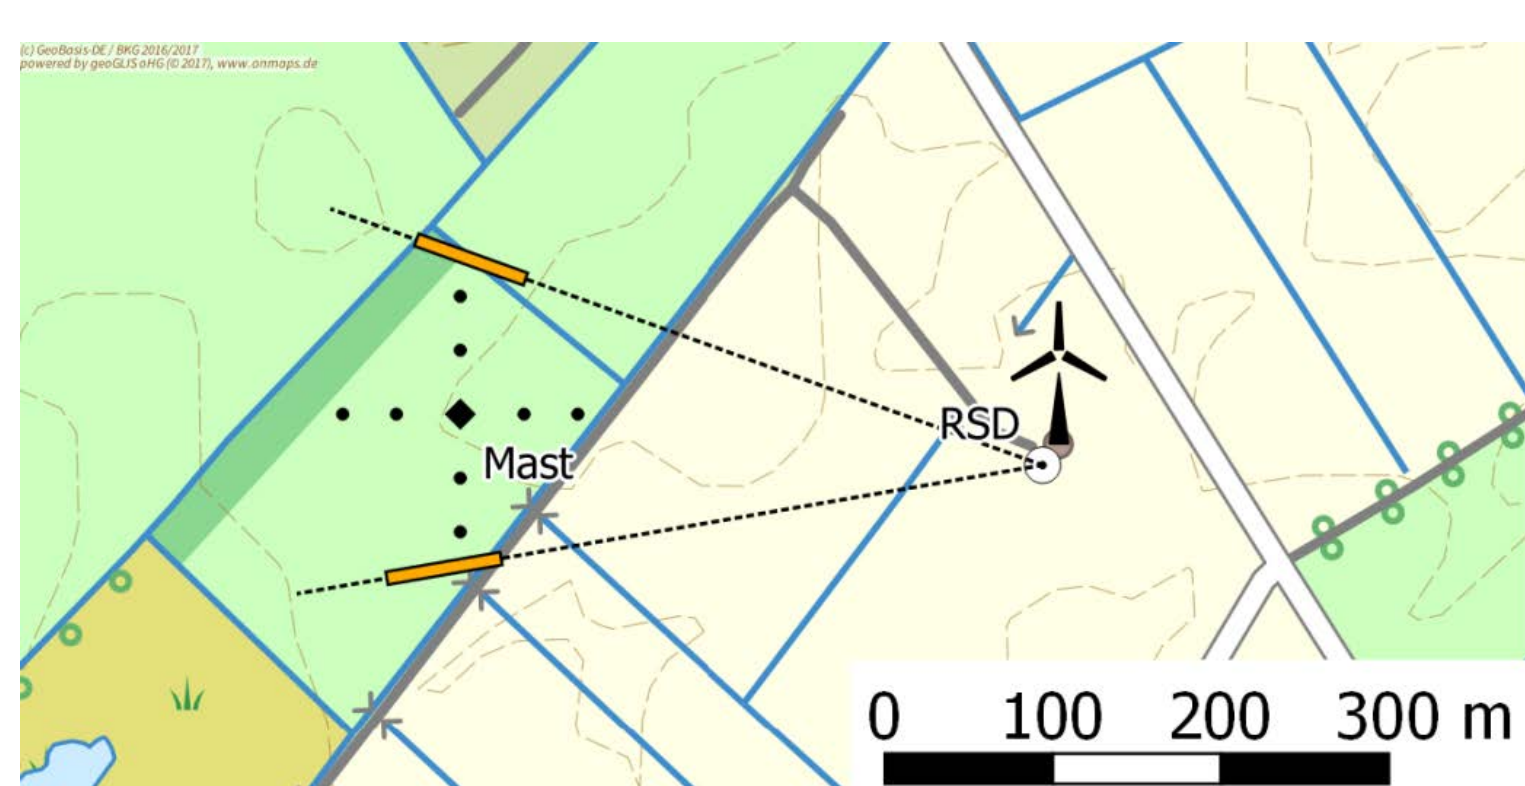 (c) GeoBasis-DE / BKG 2016/2017
powered by geoGLIS oHG (© 2017), www.onmaps.de
RSD
Mast
0 100 200 300 m